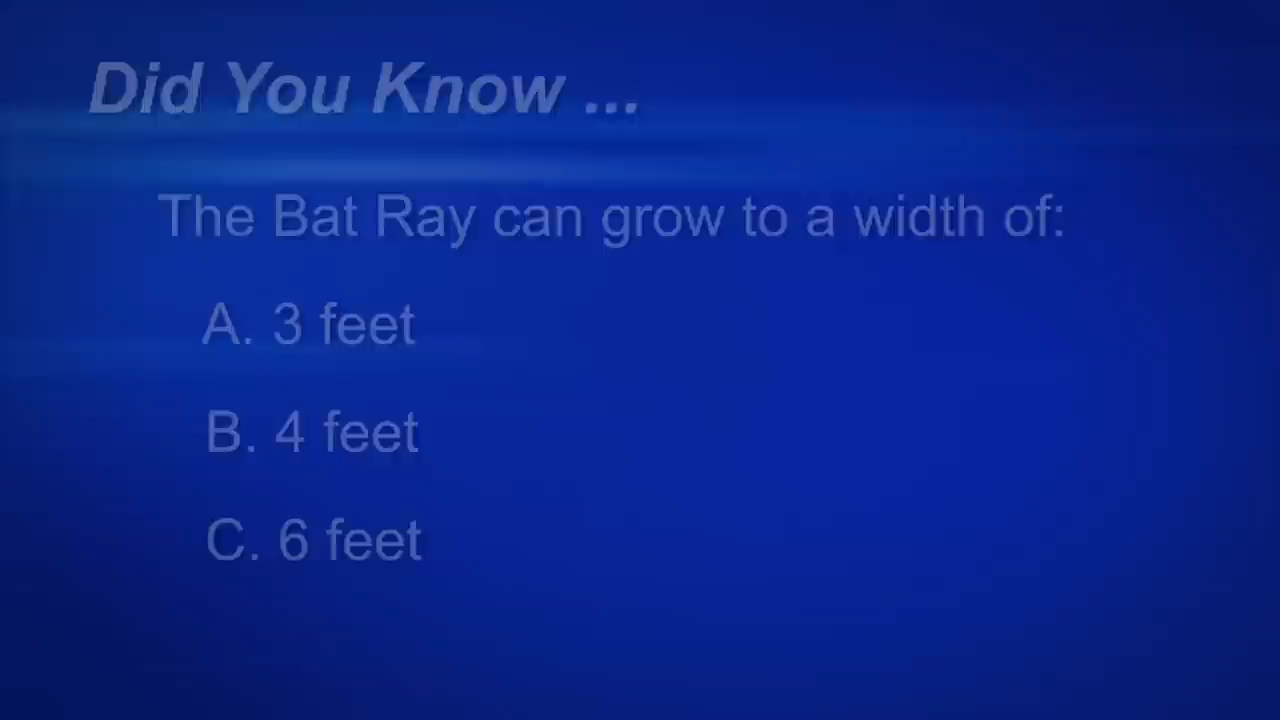 Did You Know ...
The Bat Ray can grow to a width of:
A. 3 feet
B. 4 feet
C. 6 feet